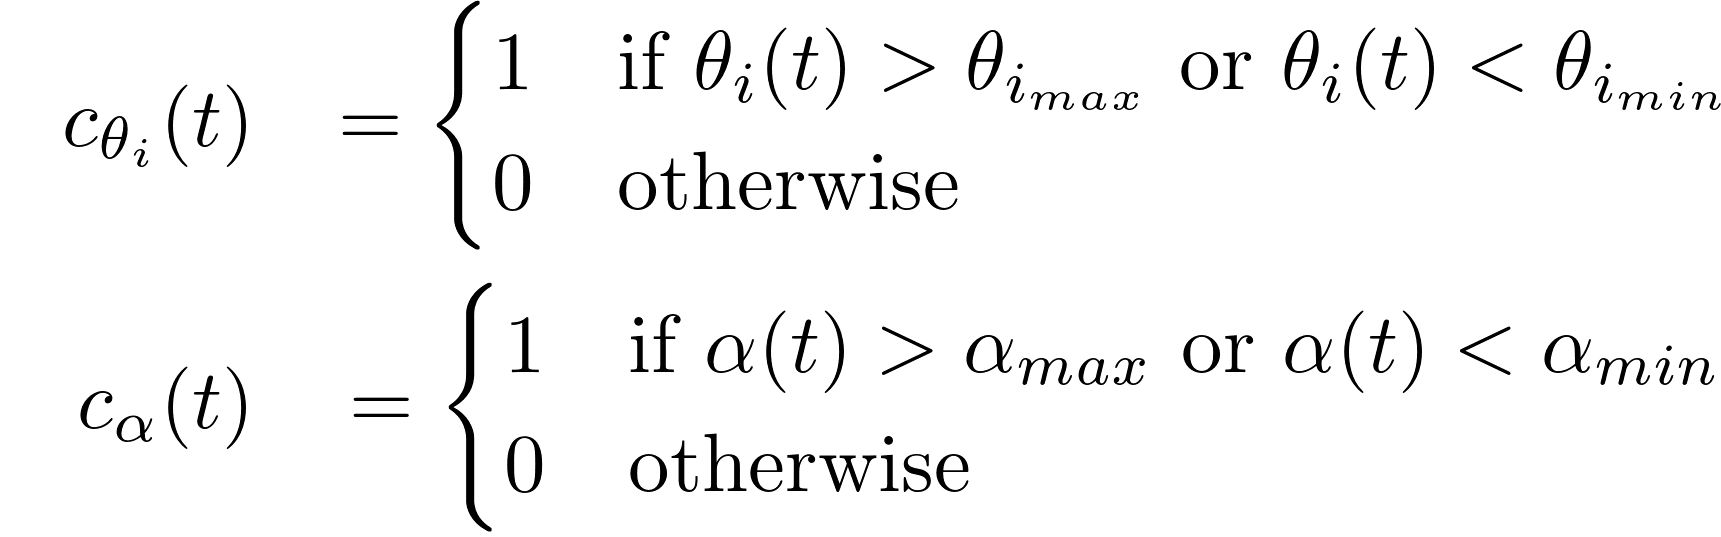 c_{θ_i}(t) = { 1 if θ_i(t) > θ_{i_{max}} or θ_i(t) < θ_{i_{min}}
0 otherwise
c_α(t) = { 1 if α(t) > α_{max} or α(t) < α_{min}
0 otherwise